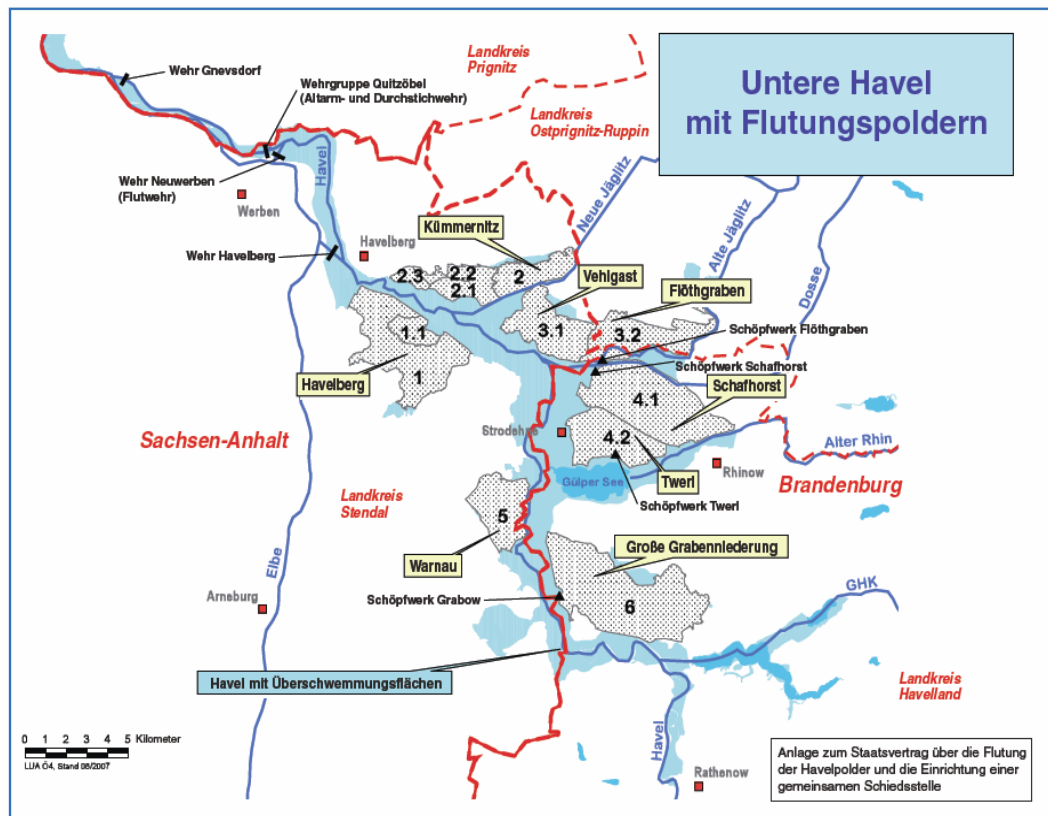 Untere Havel
mit Flutungspoldern
Landkreis
Prignitz
Wehr Gnevsdorf
Wehrgruppe Quitzöbel
(Altarm- und Durchstichwehr)
Landkreis
Ostprignitz-Ruppin
Havel
Wehr Neuwerben
(Flutwehr)
Werben
Neue Jäglitz
Alte Jäglitz
Dosse
Kümmernitz
Havelberg
Wehr Havelberg
Vehlgast
Flöthgraben
2.3
2.2
2.1
2
3.1
3.2
Schöpfwerk Flöthgraben
1.1
Schöpfwerk Schafhorst
Havelberg
1
Schafhorst
4.1
Sachsen-Anhalt
Strodehne
4.2
Alter Rhin
Rhinow
Twerl
Gülper See
Brandenburg
Schöpfwerk Twerl
Landkreis
Stendal
5
Warnau
Große Grabenniederung
Elbe
Arneburg
Schöpfwerk Grabow
6
GHK
Havel mit Überschwemmungsflächen
Landkreis
Havelland
Havel
0 1 2 3 4 5 Kilometer
LUA Ö4, Stand 06/2007
Rathenow
Anlage zum Staatsvertrag über die Flutung
der Havelpolder und die Einrichtung einer
gemeinsamen Schiedsstelle